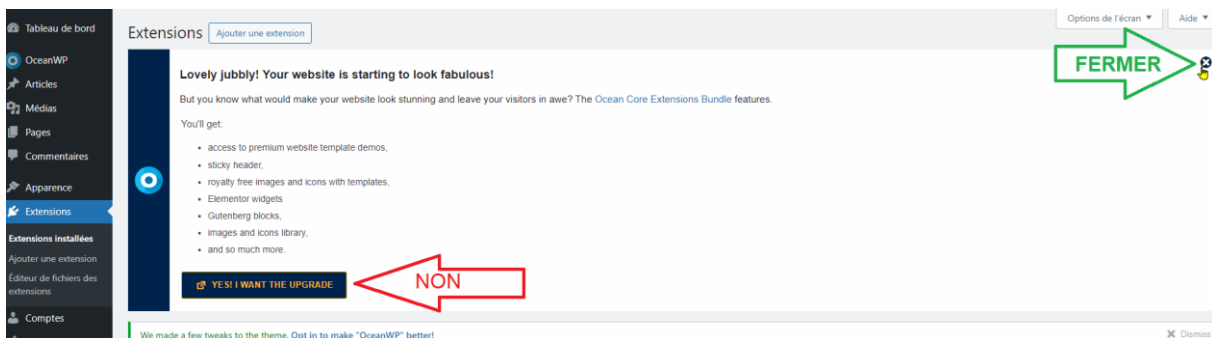 Tableau de bord
OceanWP
Articles
Médias
Pages
Commentaires
Apparence
Extensions
Extensions installées
Ajouter une extension
Éditeur de fichiers des
extensions
Comptes
Options de l'écran ▼
Aide ▼
Extensions
Ajouter une extension
Lovely jubbly! Your website is starting to look fabulous!
FERMER
But you know what would make your website look stunning and leave your visitors in awe? The Ocean Core Extensions Bundle features.
You'll get:
• access to premium website template demos,
• sticky header,
• royalty free images and icons with templates,
• Elementor widgets
• Gutenberg blocks,
• images and icons library,
• and so much more.
YES! I WANT THE UPGRADE
NON
We made a few tweaks to the theme. Opt in to make "OceanWP" better!
Dismiss